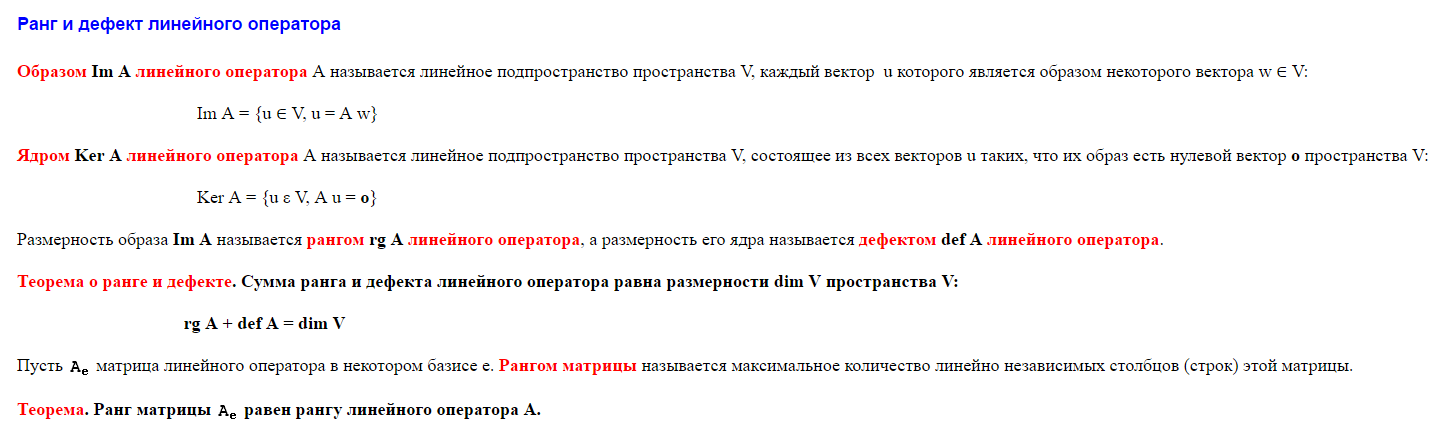 Ранг и дефект линейного оператора
Образом Im A линейного оператора A называется линейное подпространство пространства V, каждый вектор u которого является образом некоторого вектора w ∈ V:
Im A = {u ∈ V, u = A w}
Ядром Ker A линейного оператора A называется линейное подпространство пространства V, состоящее из всех векторов u таких, что их образ есть нулевой вектор o пространства V:
Ker A = {u ε V, A u = o}
Размерность образа Im A называется рангом rg A линейного оператора, а размерность его ядра называется дефектом def A линейного оператора.
Теорема о ранге и дефекте. Сумма ранга и дефекта линейного оператора равна размерности dim V пространства V:
rg A + def A = dim V
Пусть Aₑ матрица линейного оператора в некотором базисе e. Рангом матрицы называется максимальное количество линейно независимых столбцов (строк) этой матрицы.
Теорема. Ранг матрицы Aₑ равен рангу линейного оператора A.